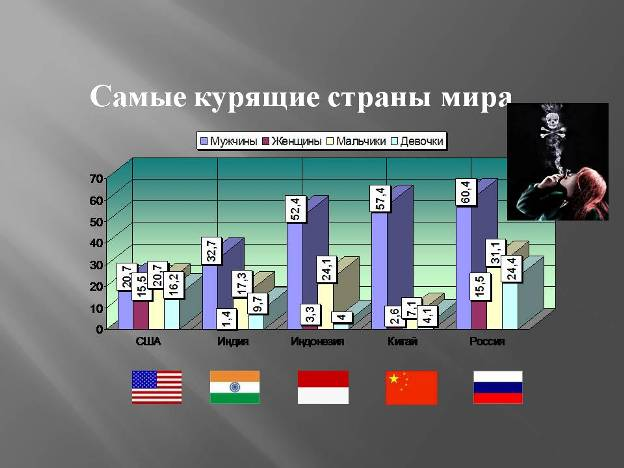 Самые курящие страны мира
Мужчины Женщины Мальчики Девочки
70
60
50
40
30
20
10
0
20,7 15,5 20,7 16,2
32,7 1,4 17,3 9,7
52,4 3,3 24,1 4
57,4 2,6 7,1 4,1
60,4 15,5 31,1 24,4
США Индия Индонезия Китай Россия